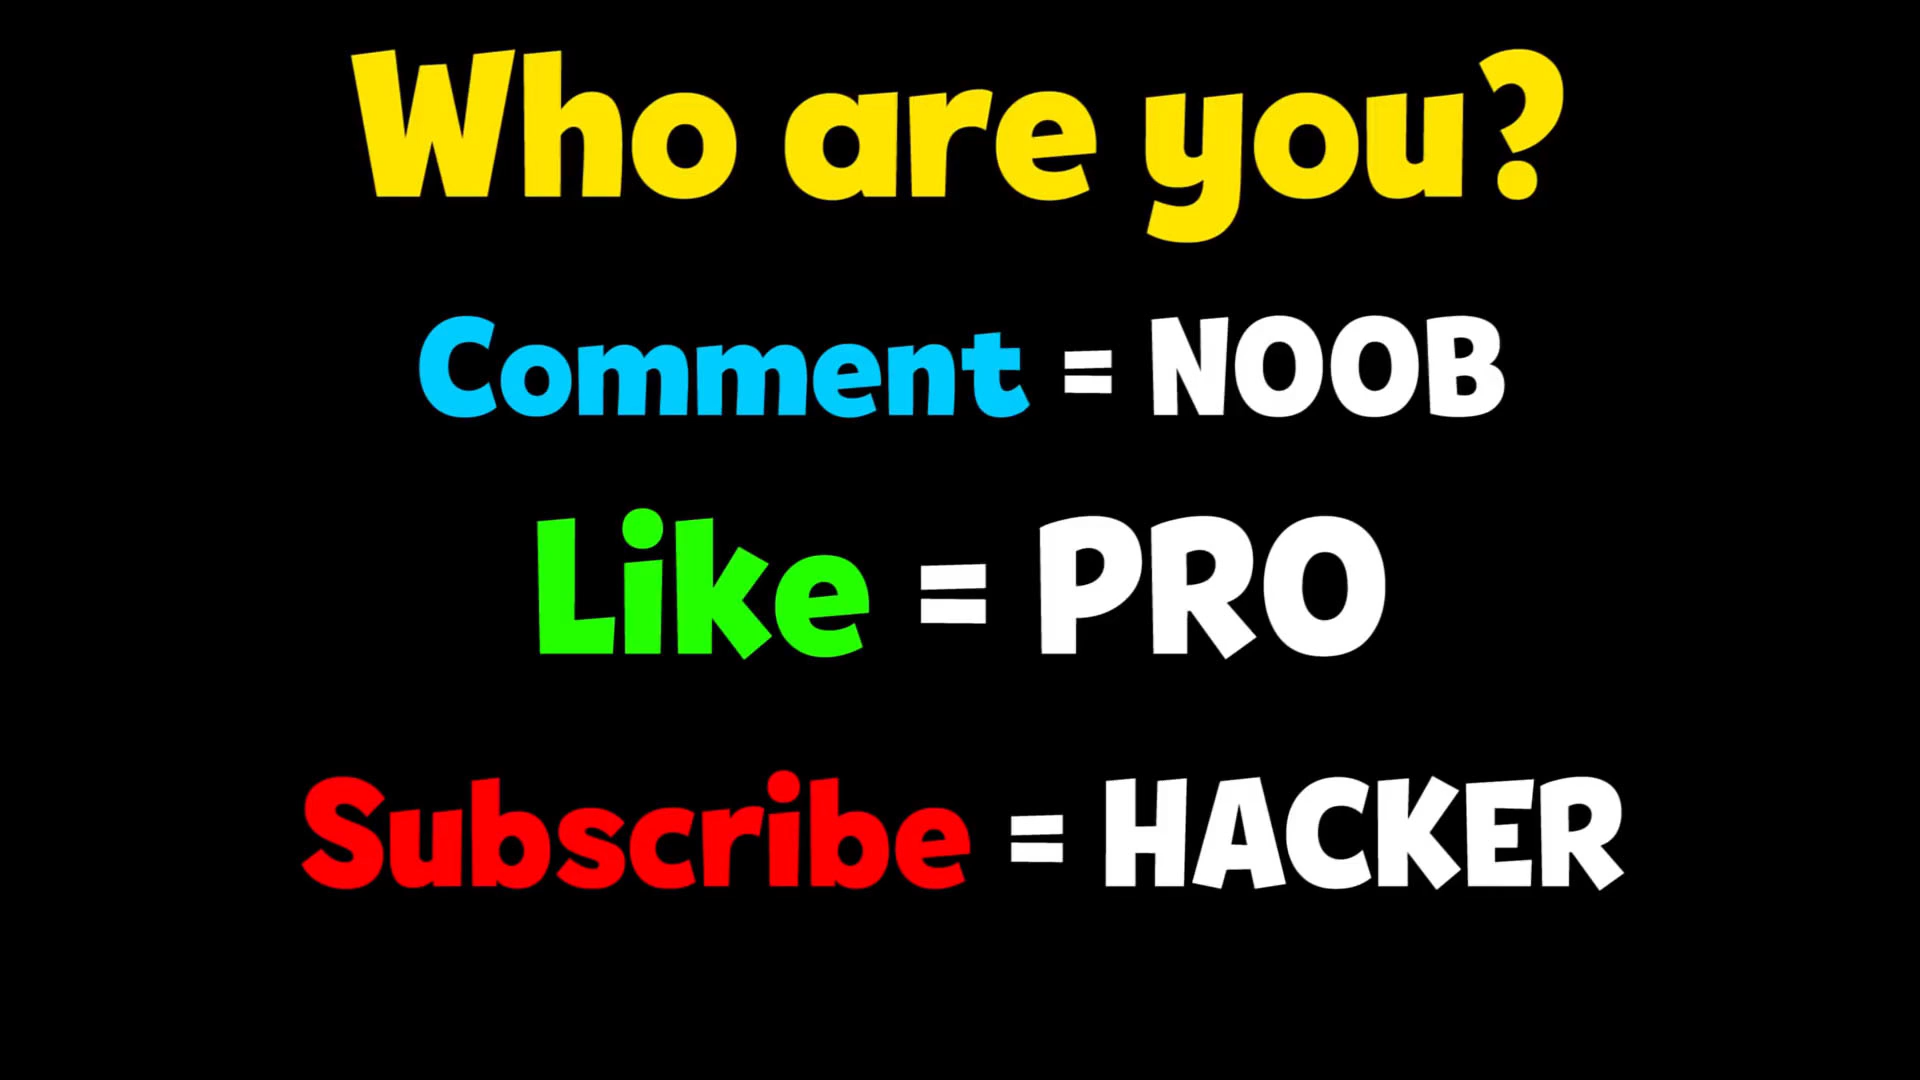 Who are you?
Comment = NOOB
Like = PRO
Subscribe = HACKER